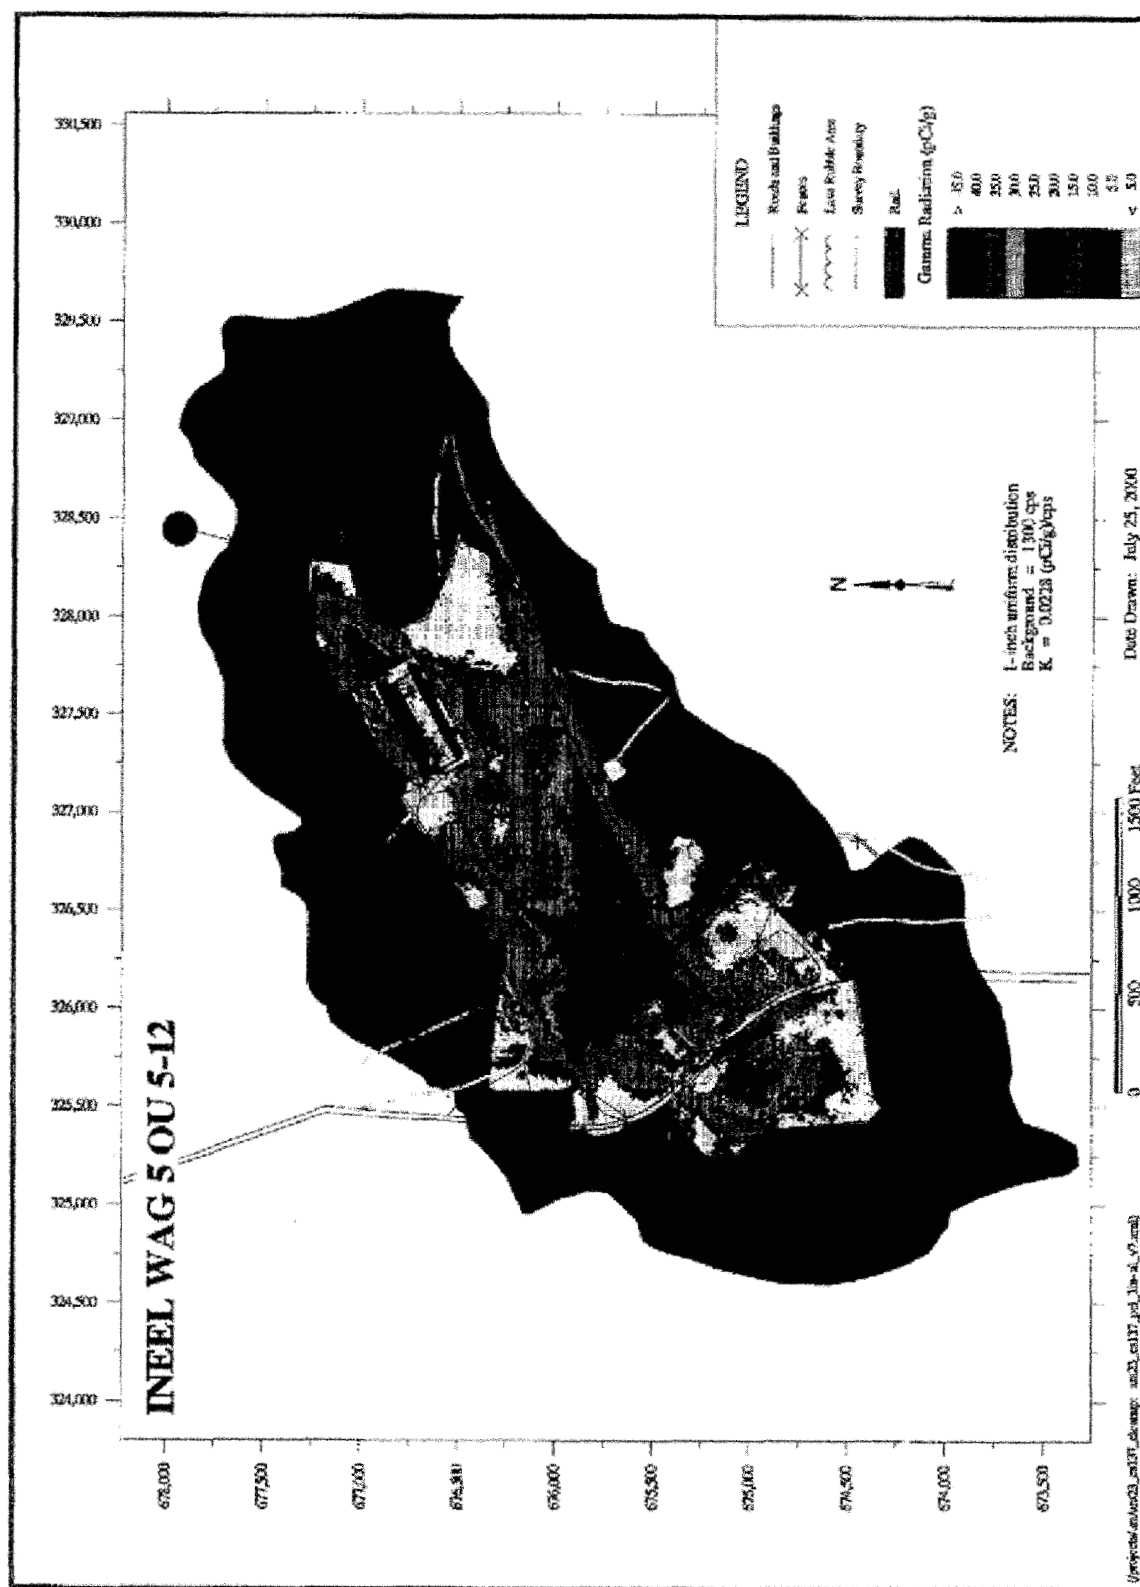 INEEL WAG 5 OU 5-12
330,500
330,000
329,500
329,000
328,500
328,000
327,500
327,000
326,500
326,000
325,500
325,000
324,500
324,000
678,000
677,500
677,000
676,500
676,000
675,500
675,000
674,500
674,000
673,500
LEGEND
Roads and Buildings
Fences
Survey Boundary
Gamma Radiation (pCi/g)
40.0
35.0
30.0
25.0
20.0
15.0
10.0
5.0
< 5.0
N
NOTES: 1-inch uniform distribution
Background = 1300 cps
K = 0.0228 (pCi/g)/cps
0 500 1000 1500 Feet
Date Drawn: July 25, 2000